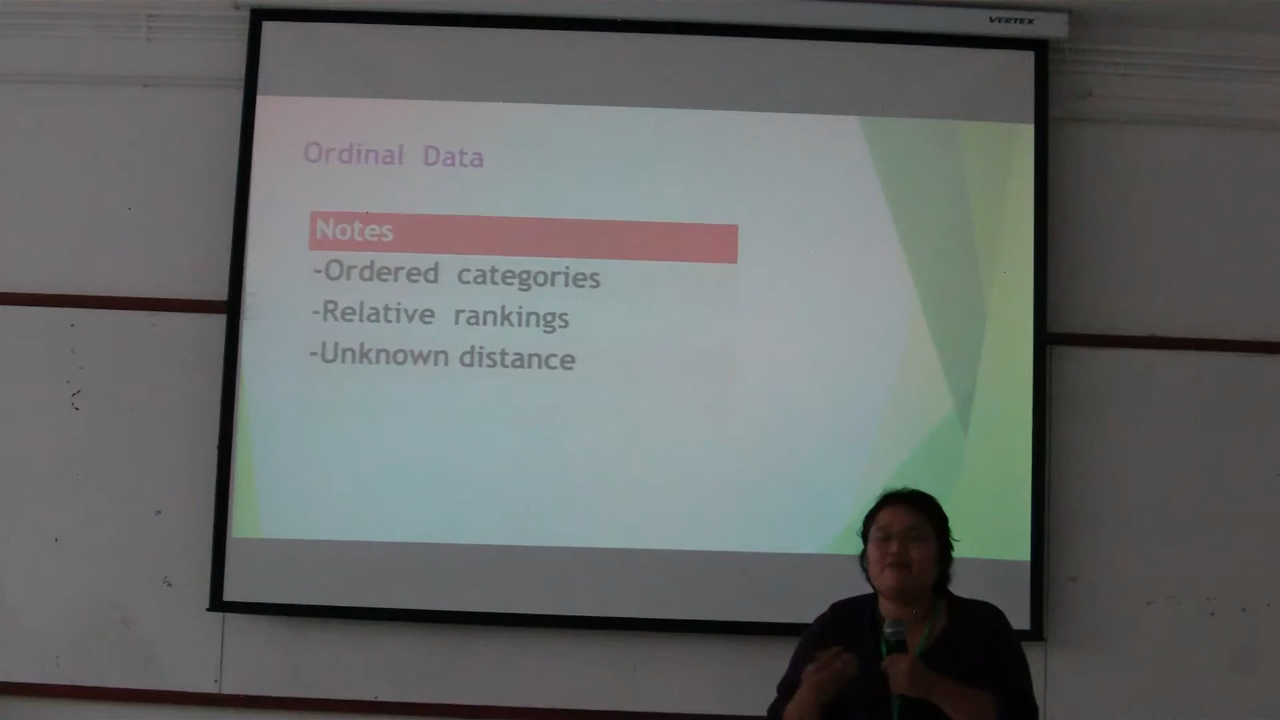 VERTEX
Ordinal Data
Notes
-Ordered categories
-Relative rankings
-Unknown distance